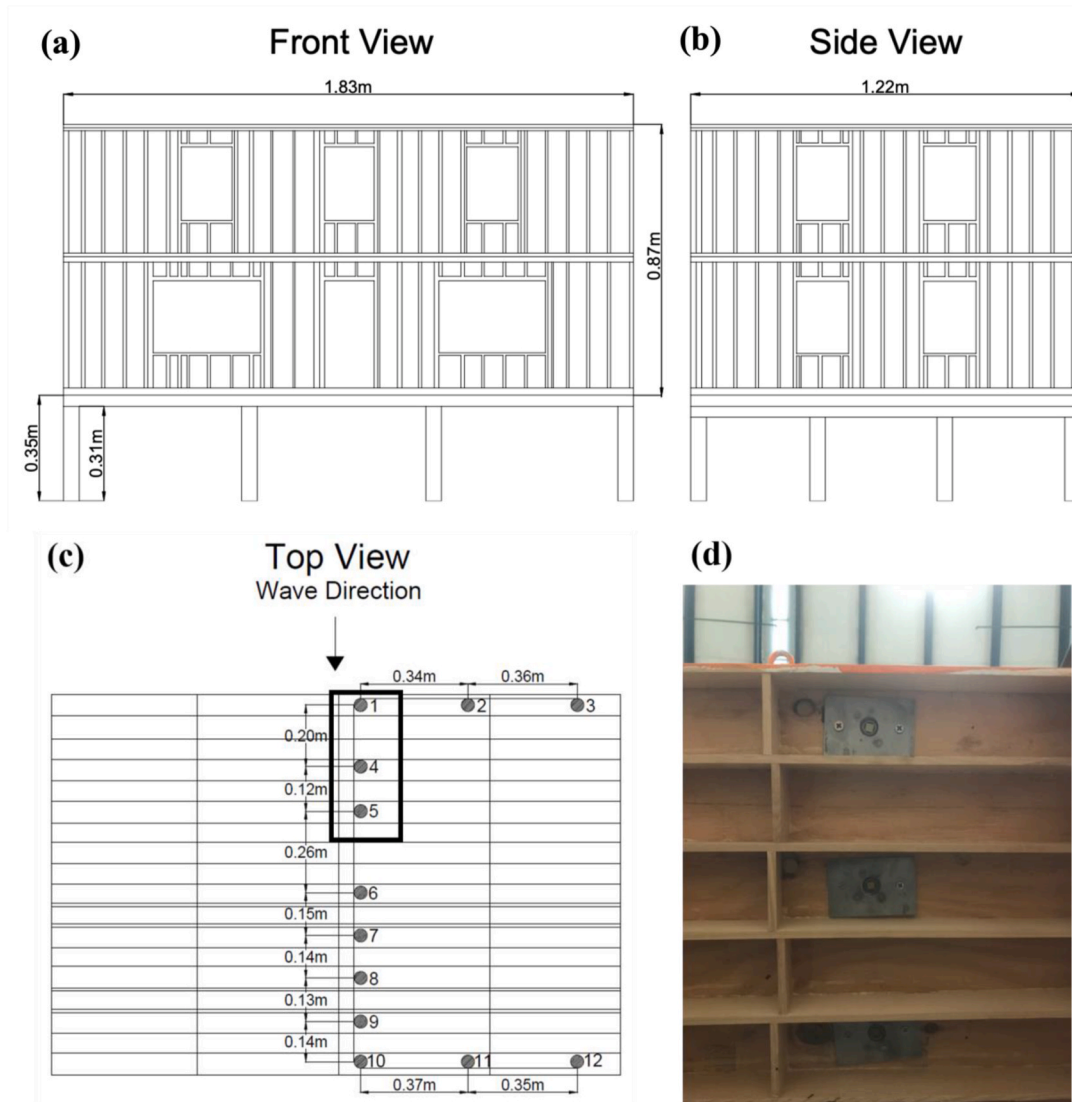 (a)
Front View
1.83m
0.87m
0.35m
0.31m
(b)
Side View
1.22m
(c)
Top View
Wave Direction
0.34m
0.36m
1
2
3
0.20m
4
0.12m
5
0.26m
6
0.15m
7
0.14m
8
0.13m
9
0.14m
10
11
12
0.37m
0.35m
(d)